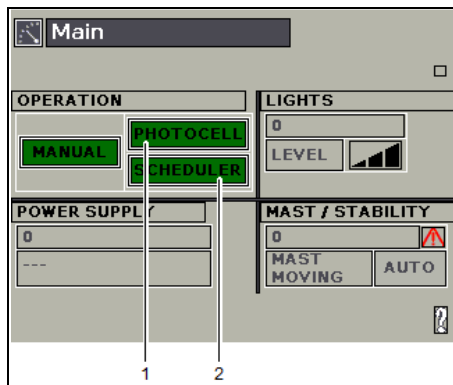 Main
OPERATION
MANUAL
PHOTOCELL
SCHEDULER
LIGHTS
0
LEVEL
POWER SUPPLY
0
---
MAST / STABILITY
0
MAST
MOVING
AUTO
1
2